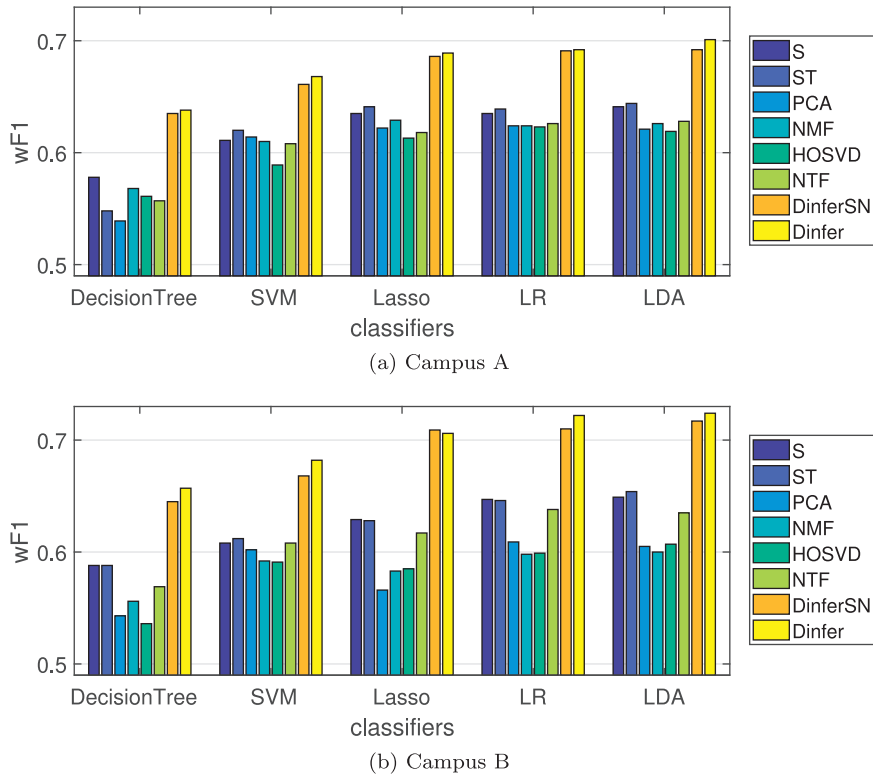 0.7
0.6
0.5
wF1
DecisionTree SVM Lasso LR LDA
classifiers
S
ST
PCA
NMF
HOSVD
NTF
DinferSN
Dinfer
(a) Campus A
0.7
0.6
0.5
wF1
DecisionTree SVM Lasso LR LDA
classifiers
S
ST
PCA
NMF
HOSVD
NTF
DinferSN
Dinfer
(b) Campus B